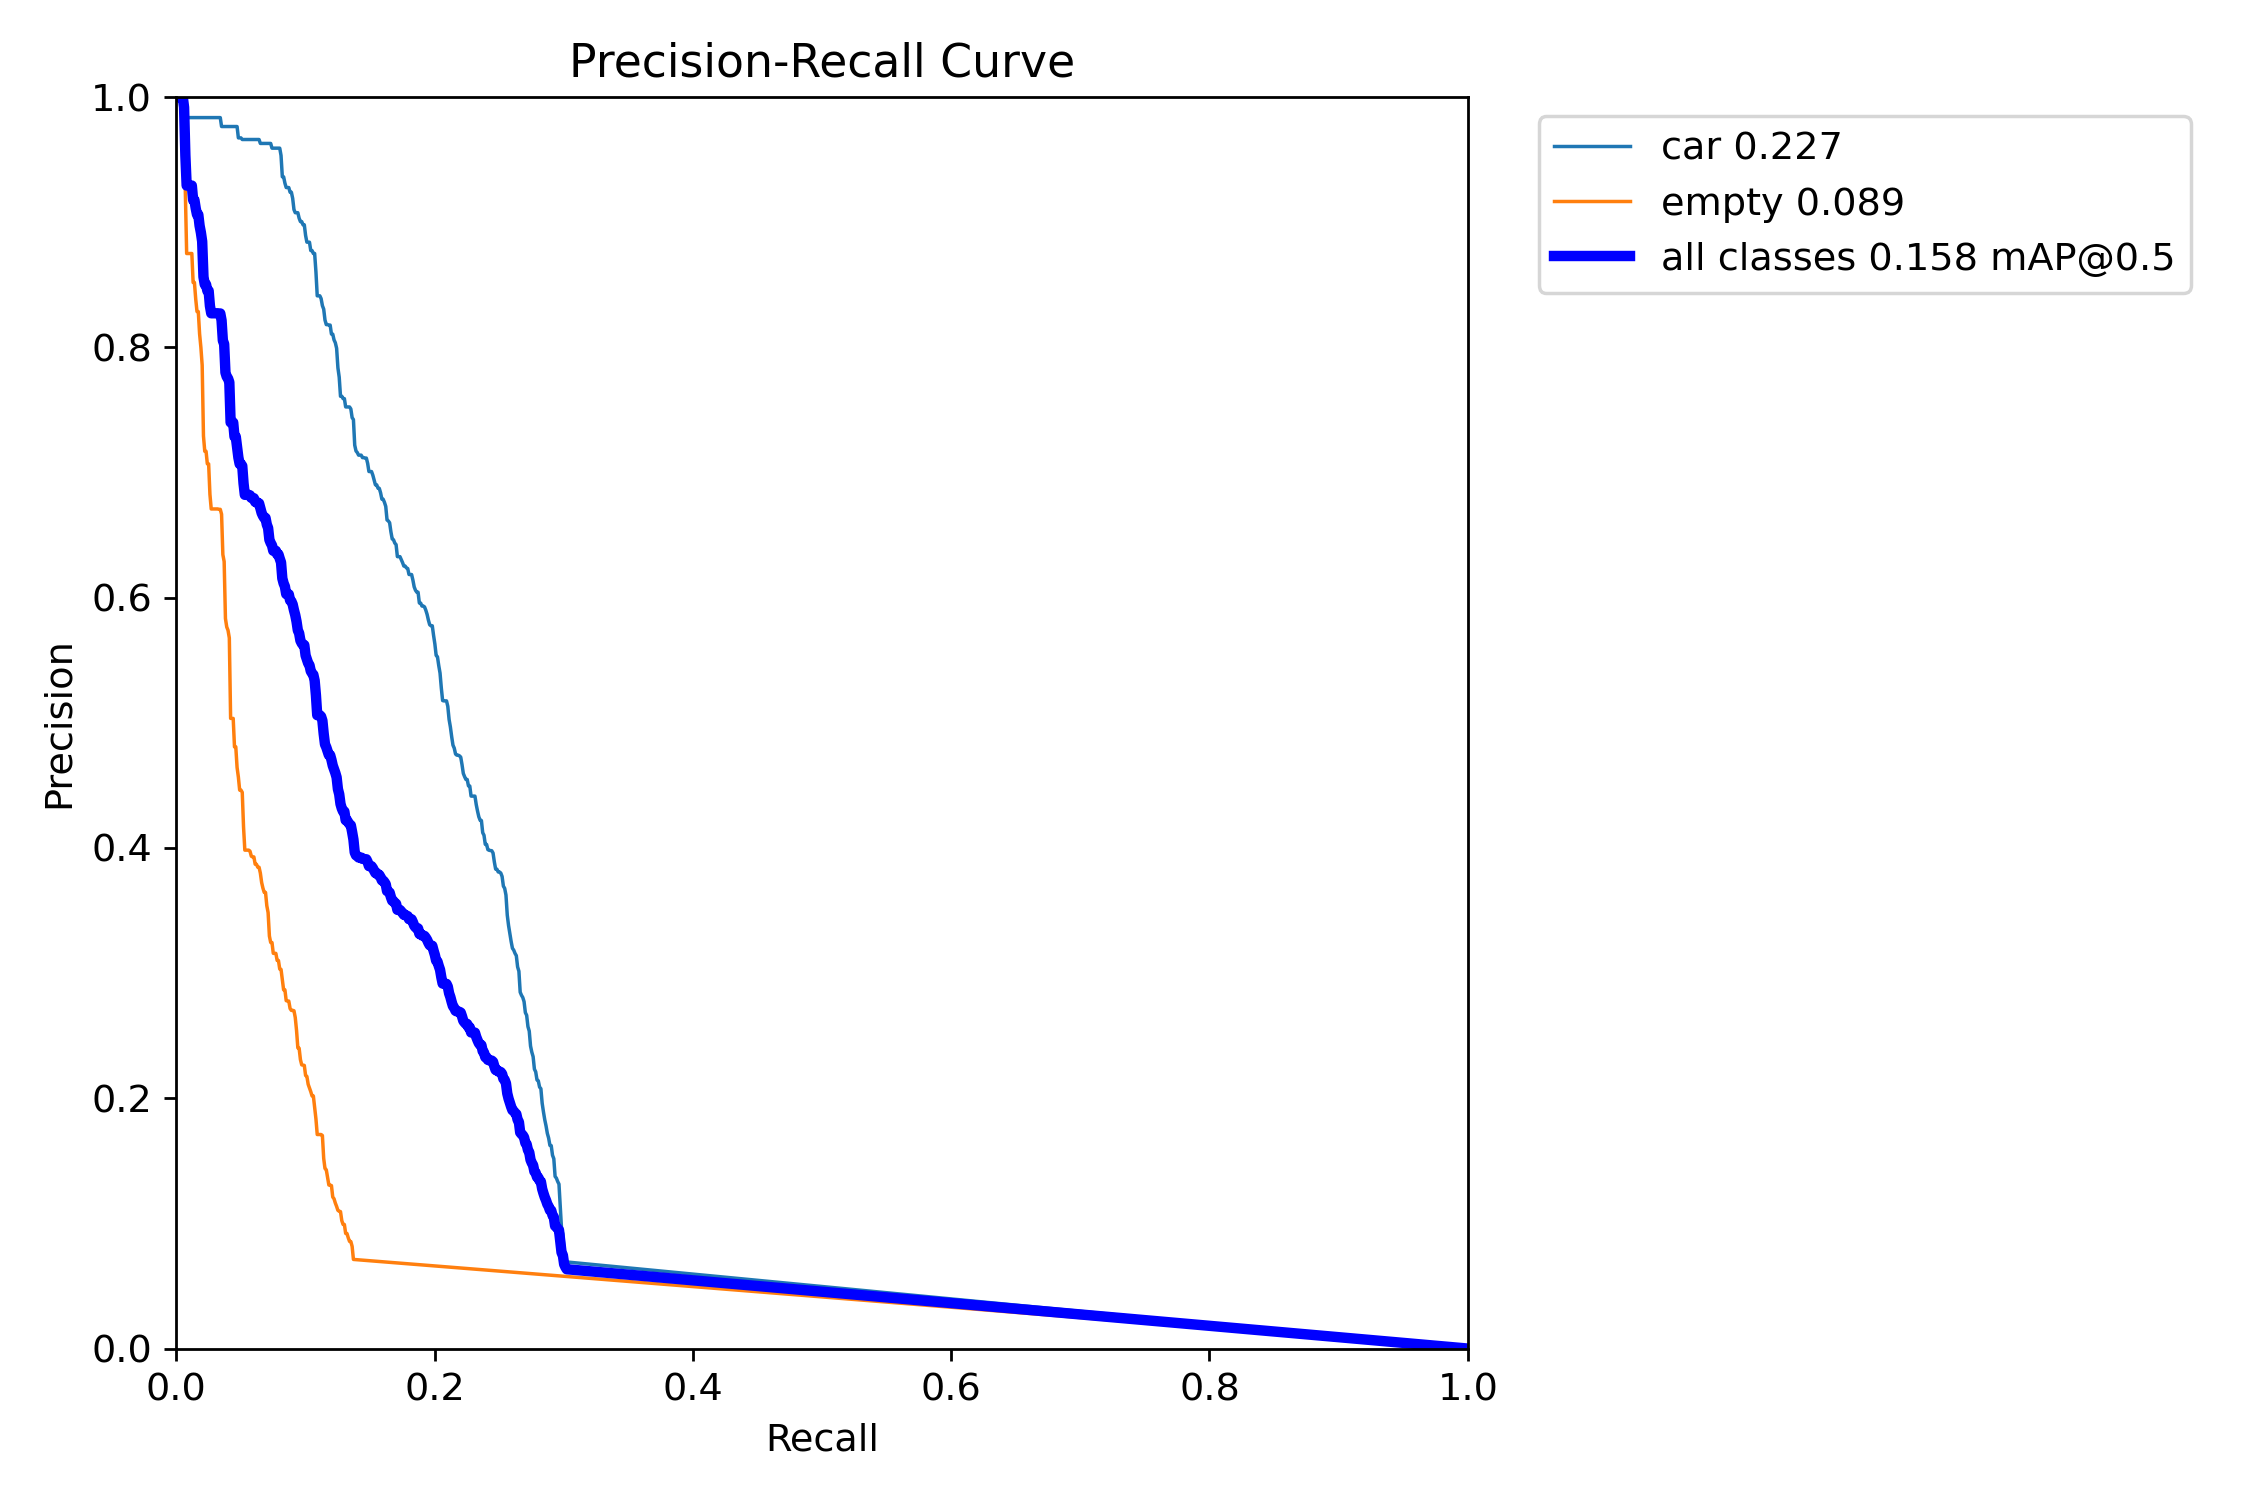 Precision-Recall Curve
1.0
0.8
0.6
0.4
0.2
0.0
Precision
0.0 0.2 0.4 0.6 0.8 1.0
Recall
car 0.227
empty 0.089
all classes 0.158 mAP@0.5